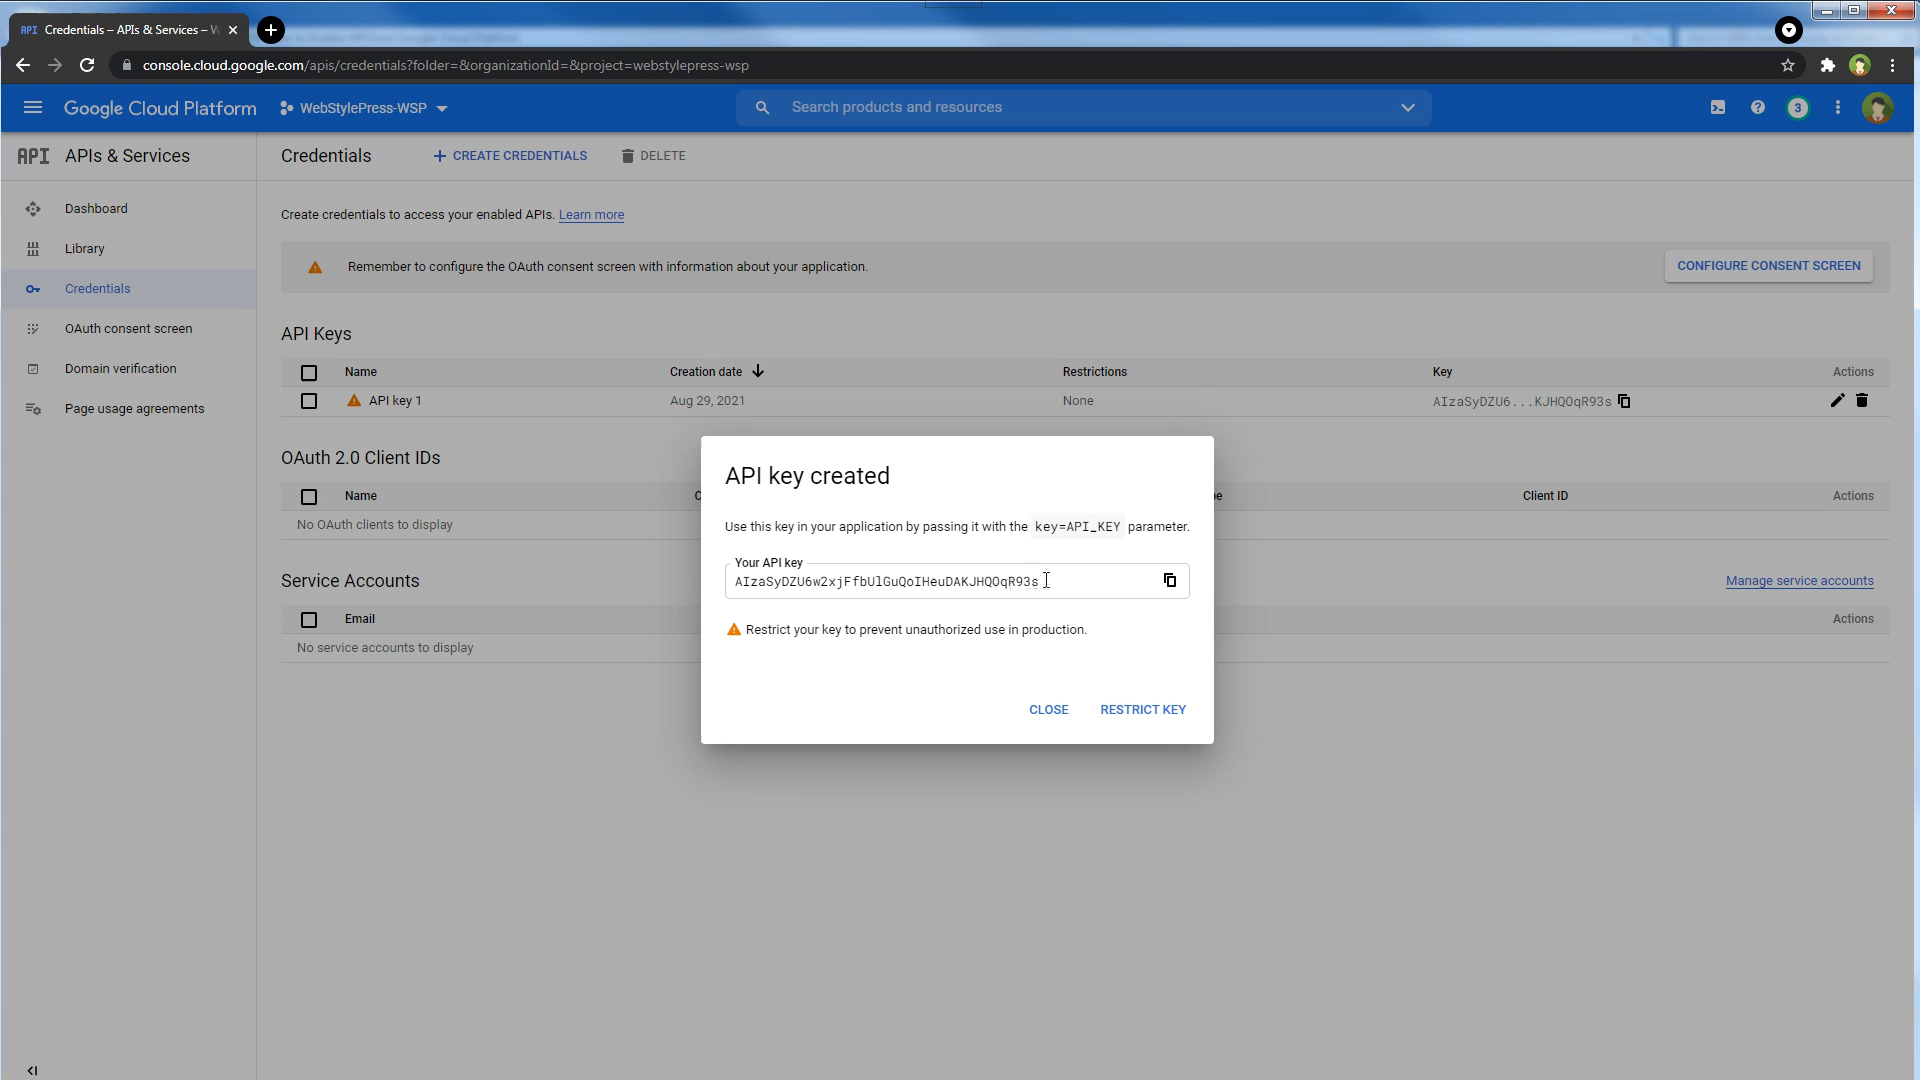 API Credentials – APIs & Services – W
console.cloud.google.com/apis/credentials?folder=&organizationId=&project=webstylepress-wsp
Google Cloud Platform WebStylePress-WSP Search products and resources 3
API APIs & Services Credentials CREATE CREDENTIALS DELETE
Dashboard
Create credentials to access your enabled APIs. Learn more
Library
Remember to configure the OAuth consent screen with information about your application. CONFIGURE CONSENT SCREEN
Credentials
OAuth consent screen
API Keys
Domain verification
Name Creation date Restrictions Key Actions
Page usage agreements
API key 1 Aug 29, 2021 None AIzaSyDZU6...KJHQOqR93s
OAuth 2.0 Client IDs
Name Client ID Actions
No OAuth clients to display
Service Accounts Manage service accounts
Email Actions
No service accounts to display
API key created
Use this key in your application by passing it with the key=API_KEY parameter.
Your API key
AIzaSyDZU6w2xjFfbUlGuQoIHeuDAKJHQOqR93s
Restrict your key to prevent unauthorized use in production.
CLOSE RESTRICT KEY